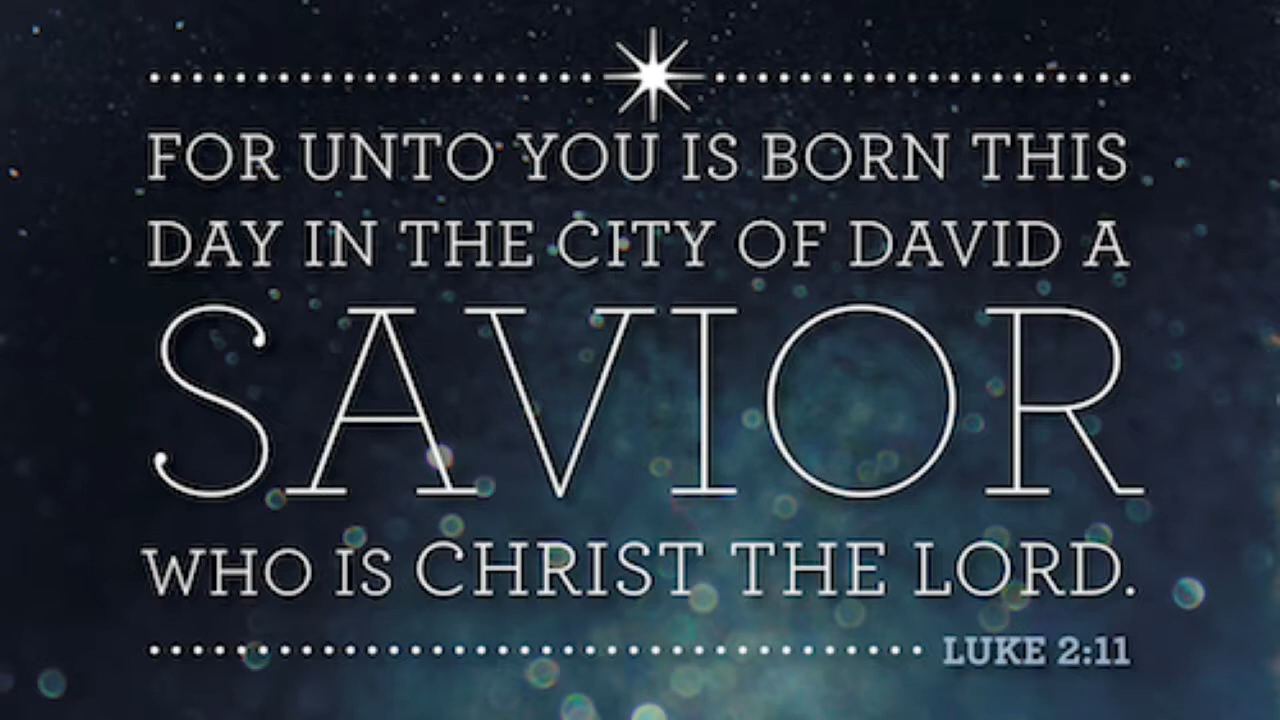 FOR UNTO YOU IS BORN THIS
DAY IN THE CITY OF DAVID A
SAVIOR
WHO IS CHRIST THE LORD.
LUKE 2:11